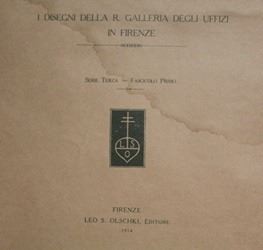 I DISEGNI DELLA R. GALLERIA DEGLI UFFIZI
IN FIRENZE
SERIE TERZA — FASCICOLO PRIMO
L S
O
FIRENZE
LEO S. OLSCHKI, EDITORE
1914